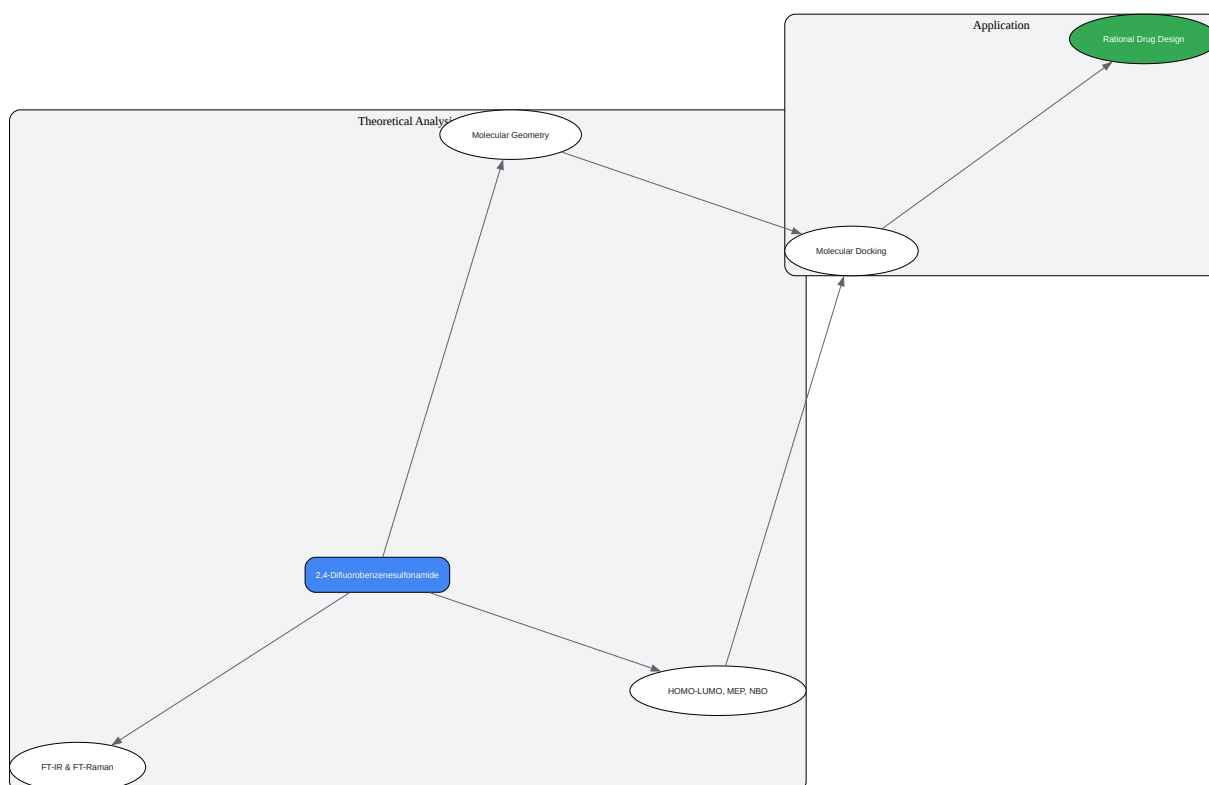 Application
Rational Drug Design
Theoretical Analysi
Molecular Geometry
Molecular Docking
2,4-Difluorobenzenesulfonamide
HOMO-LUMO, MEP, NBO
FT-IR & FT-Raman